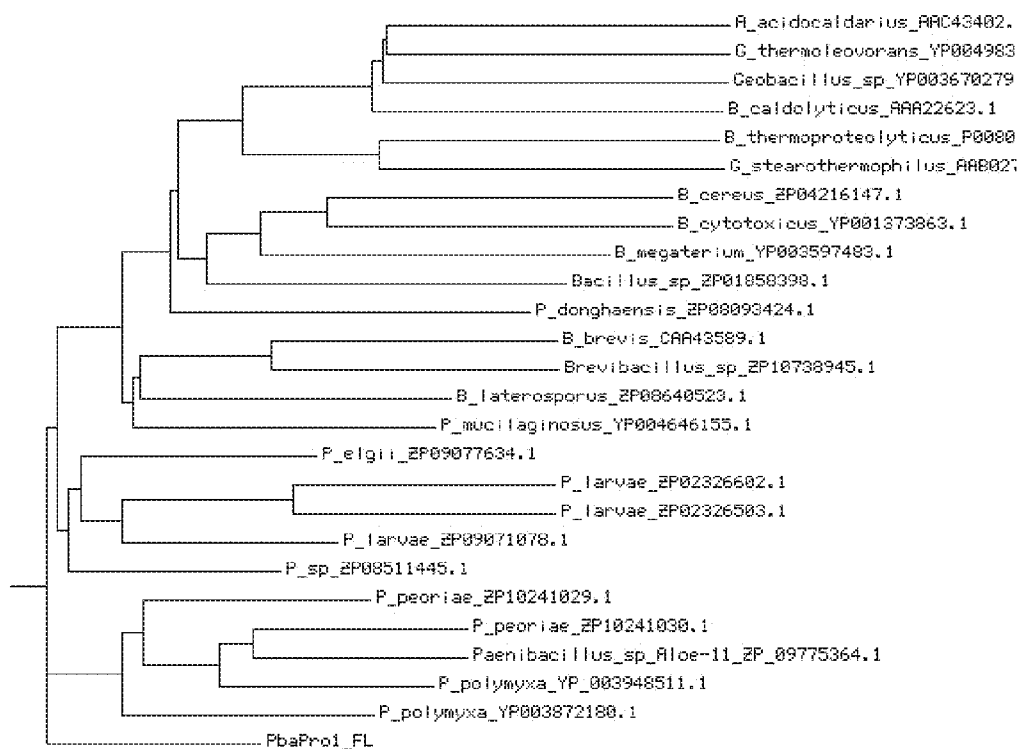 A_acidocaldarius_AAC43402.
G_thermoleovorans_YP004983
Geobacillus_sp_YP003670279
B_caldolyticus_AAA22623.1
B_thermoproteolyticus_P0080
G_stearothermophilus_AAB027
B_cereus_ZP04216147.1
B_cytotoxicus_YP001373863.1
B_megaterium_YP003597483.1
Bacillus_sp_ZP01858398.1
P_donghaensis_ZP08093424.1
B_brevis_CAA43589.1
Brevibacillus_sp_ZP10738945.1
B_laterosporus_ZP08640523.1
P_mucilaginosus_YP004646155.1
P_elgii_ZP09077634.1
P_larvae_ZP02326602.1
P_larvae_ZP02326503.1
P_larvae_ZP09071078.1
P_sp_ZP08511445.1
P_peoriae_ZP10241029.1
P_peoriae_ZP10241030.1
Paenibacillus_sp_Aloe-11_ZP_09775364.1
P_polymyxa_YP_003948511.1
P_polymyxa_YP003872180.1
PbaPro1_FL